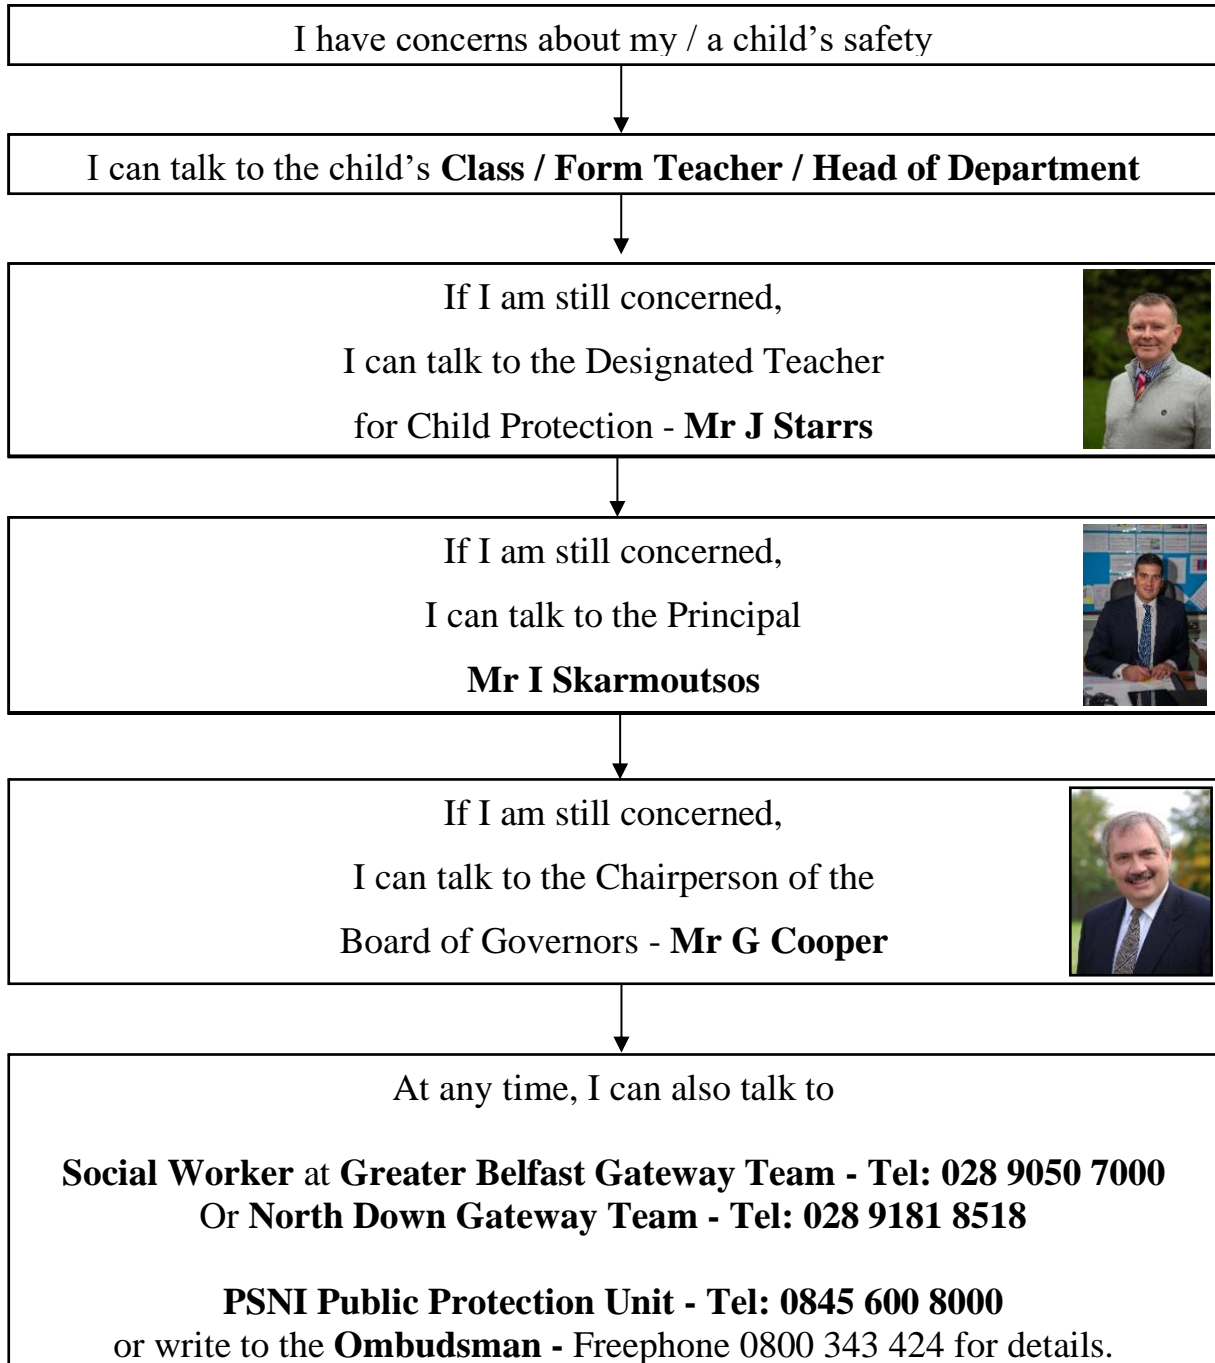 I have concerns about my / a child’s safety
I can talk to the child’s Class / Form Teacher / Head of Department
If I am still concerned,
I can talk to the Designated Teacher
for Child Protection - Mr J Starrs
If I am still concerned,
I can talk to the Principal
Mr I Skarmoutsos
If I am still concerned,
I can talk to the Chairperson of the
Board of Governors - Mr G Cooper
At any time, I can also talk to
Social Worker at Greater Belfast Gateway Team - Tel: 028 9050 7000
Or North Down Gateway Team - Tel: 028 9181 8518
PSNI Public Protection Unit - Tel: 0845 600 8000
or write to the Ombudsman - Freephone 0800 343 424 for details.